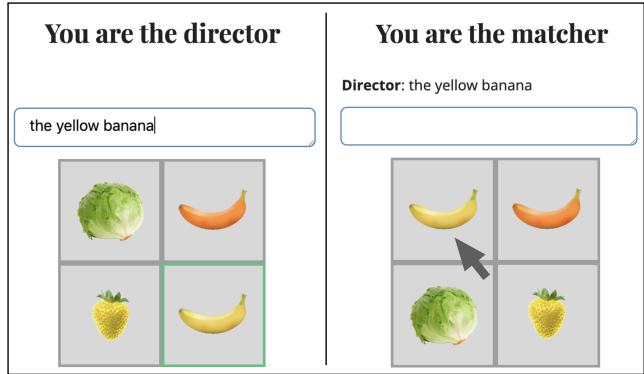 You are the director
the yellow banana
You are the matcher
Director: the yellow banana